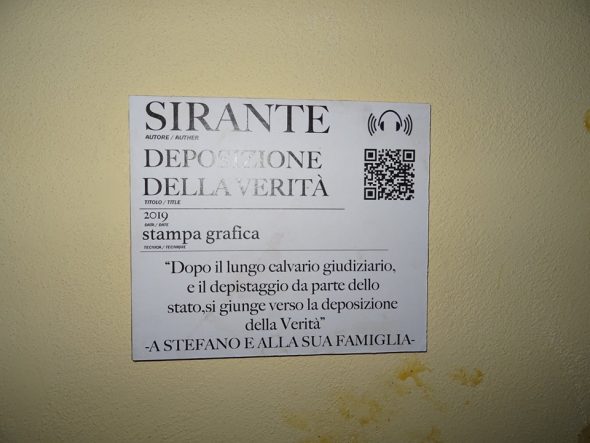 SIRANTE
AUTORE / AUTHER
DEPOSIZIONE
DELLA VERITÀ
TITOLO / TITLE
2019
DATA / DATE
stampa grafica
TECNICA / TECNIQUE
“Dopo il lungo calvario giudiziario,
e il depistaggio da parte dello
stato,si giunge verso la deposizione
della Verità”
-A STEFANO E ALLA SUA FAMIGLIA-